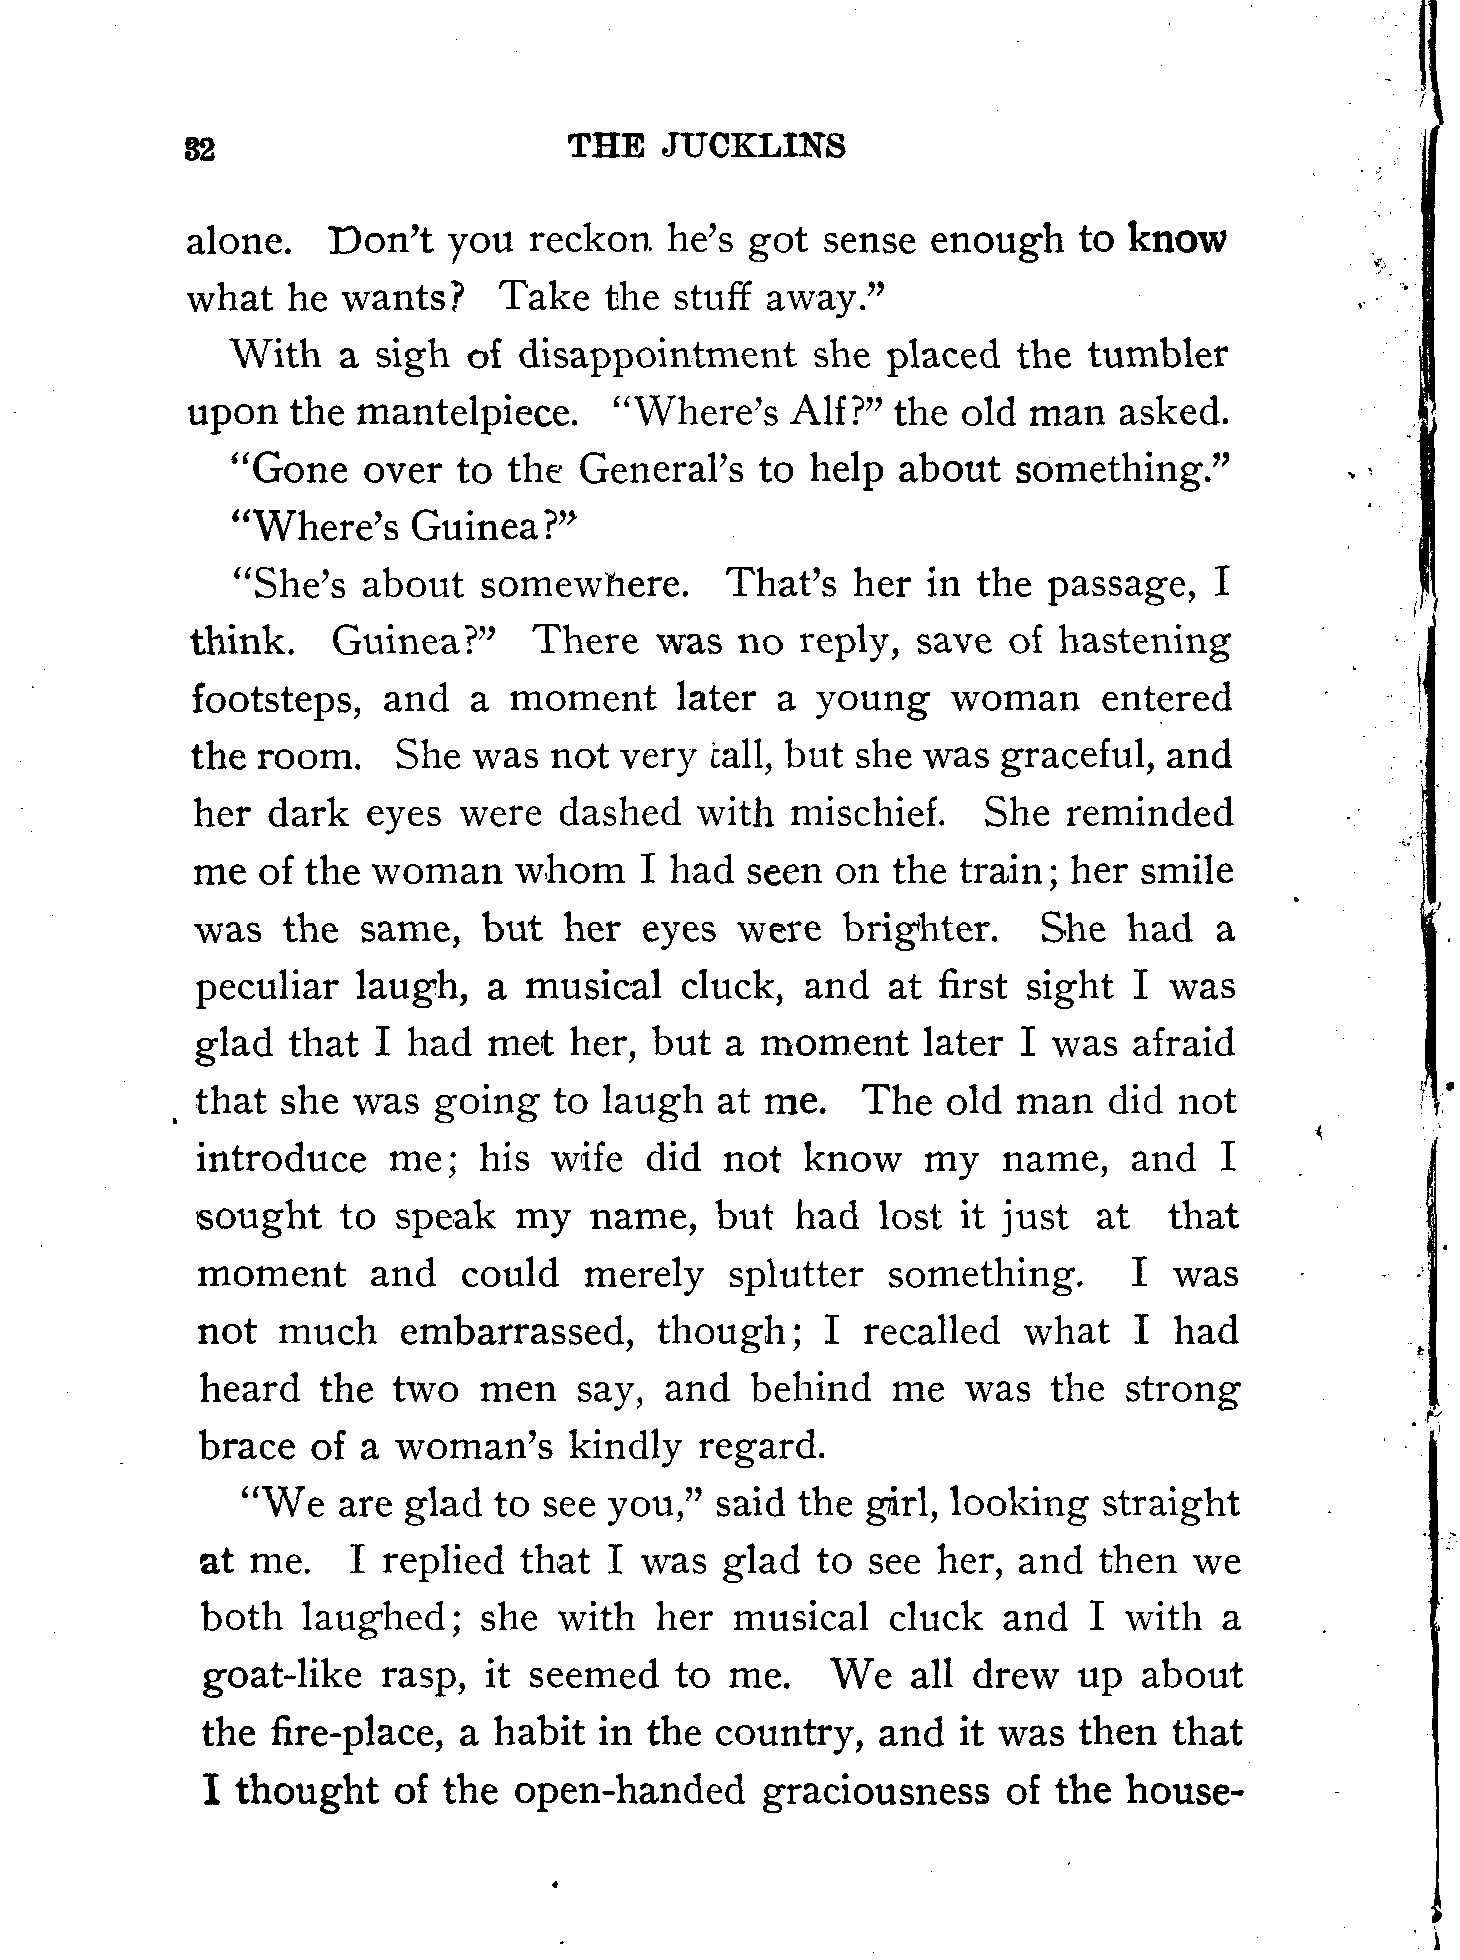 32 THE JUCKLINS
alone. Don't you reckon he's got sense enough to know
what he wants? Take the stuff away."
With a sigh of disappointment she placed the tumbler
upon the mantelpiece. "Where's Alf?" the old man asked.
"Gone over to the General's to help about something."
"Where's Guinea?"
"She's about somewhere. That's her in the passage, I
think. Guinea?" There was no reply, save of hastening
footsteps, and a moment later a young woman entered
the room. She was not very tall, but she was graceful, and
her dark eyes were dashed with mischief. She reminded
me of the woman whom I had seen on the train; her smile
was the same, but her eyes were brighter. She had a
peculiar laugh, a musical cluck, and at first sight I was
glad that I had met her, but a moment later I was afraid
that she was going to laugh at me. The old man did not
introduce me; his wife did not know my name, and I
sought to speak my name, but had lost it just at that
moment and could merely splutter something. I was
not much embarrassed, though; I recalled what I had
heard the two men say, and behind me was the strong
brace of a woman's kindly regard.
"We are glad to see you," said the girl, looking straight
at me. I replied that I was glad to see her, and then we
both laughed; she with her musical cluck and I with a
goat-like rasp, it seemed to me. We all drew up about
the fire-place, a habit in the country, and it was then that
I thought of the open-handed graciousness of the house-